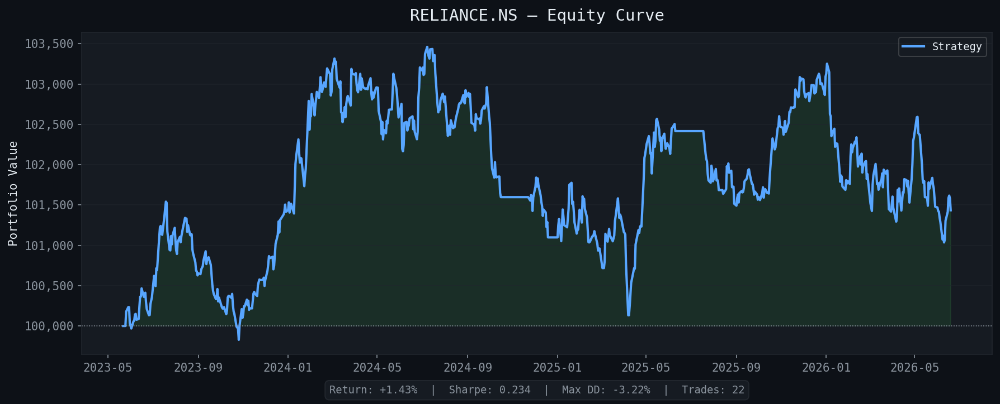 RELIANCE.NS — Equity Curve
Strategy
Portfolio Value
103,500
103,000
102,500
102,000
101,500
101,000
100,500
100,000
2023-05 2023-09 2024-01 2024-05 2024-09 2025-01 2025-05 2025-09 2026-01 2026-05
Return: +1.43% | Sharpe: 0.234 | Max DD: -3.22% | Trades: 22